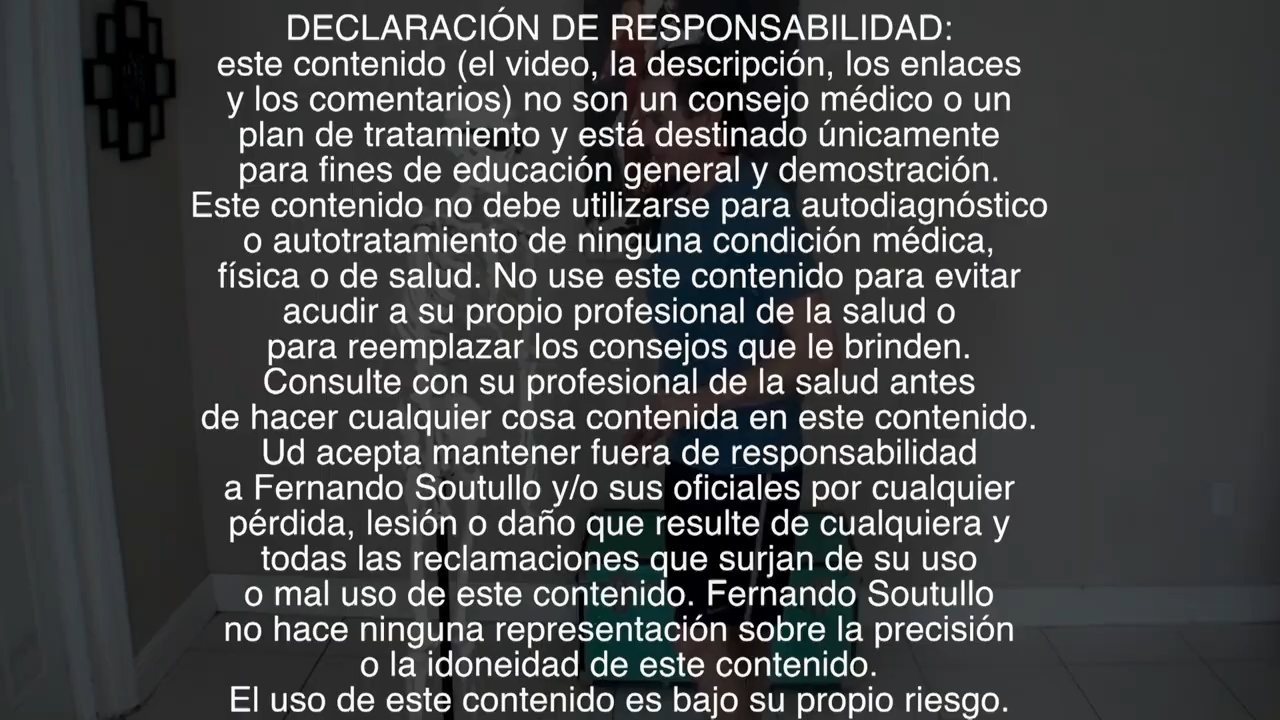 DECLARACIÓN DE RESPONSABILIDAD:
este contenido (el video, la descripción, los enlaces
y los comentarios) no son un consejo médico o un
plan de tratamiento y está destinado únicamente
para fines de educación general y demostración.
Este contenido no debe utilizarse para autodiagnóstico
o autotratamiento de ninguna condición médica,
física o de salud. No use este contenido para evitar
acudir a su propio profesional de la salud o
para reemplazar los consejos que le brinden.
Consulte con su profesional de la salud antes
de hacer cualquier cosa contenida en este contenido.
Ud acepta mantener fuera de responsabilidad
a Fernando Soutullo y/o sus oficiales por cualquier
pérdida, lesión o daño que resulte de cualquiera y
todas las reclamaciones que surjan de su uso
o mal uso de este contenido. Fernando Soutullo
no hace ninguna representación sobre la precisión
o la idoneidad de este contenido.
El uso de este contenido es bajo su propio riesgo.